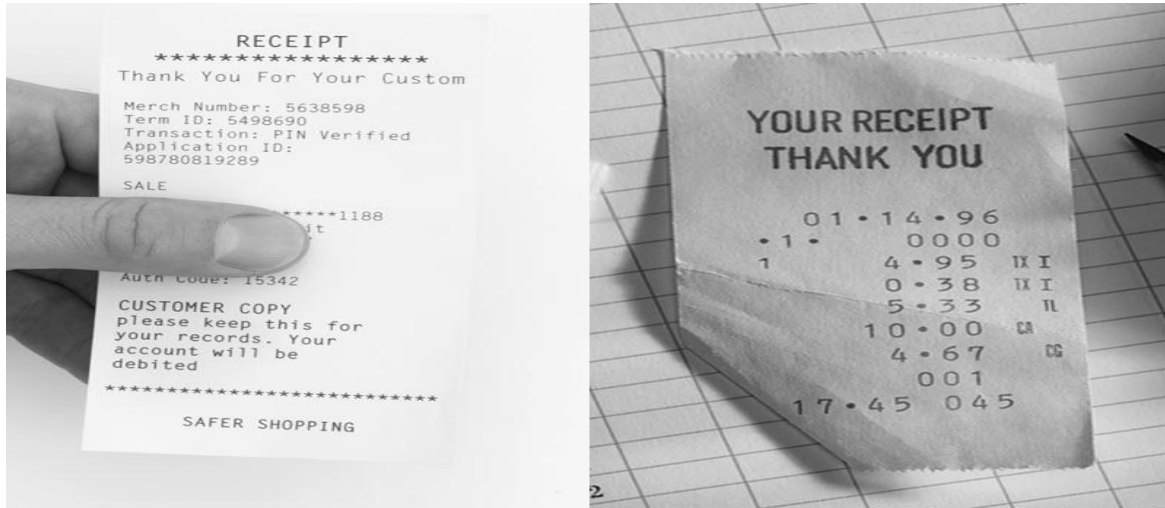 RECEIPT
*****************
Thank You For Your Custom
Merch Number: 5638598
Term ID: 5498690
Transaction: PIN Verified
Application ID:
598780819289
SALE
*****1188
it
Auth Code: 15342
CUSTOMER COPY
please keep this for
your records. Your
account will be
debited
***************************
SAFER SHOPPING
YOUR RECEIPT
THANK YOU
01•14•96
•1• 0000
1 4•95 TX I
0•38 TX I
5•33 TL
10•00 CA
4•67 CG
001
17•45 045
2